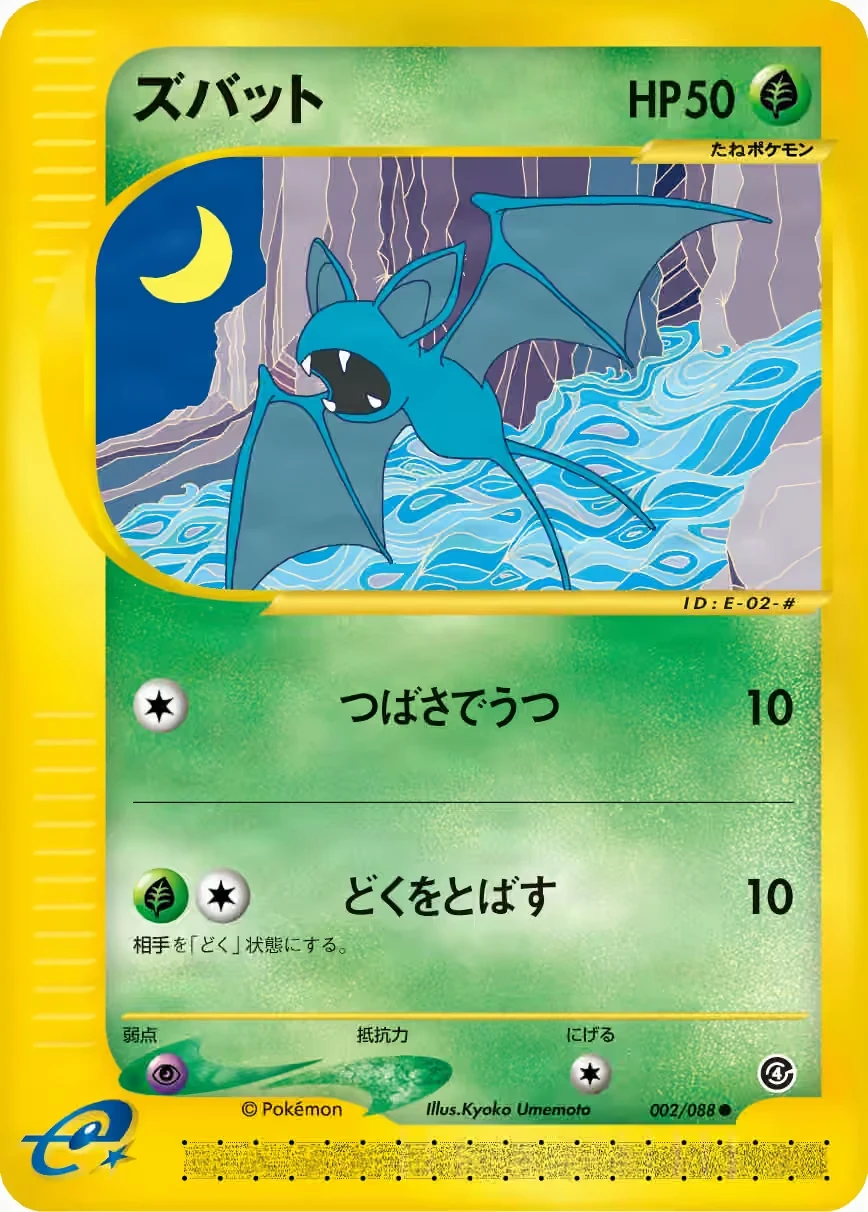 ズバット HP50
たねポケモン
ID:E-02-#
つばさでうつ 10
どくをとばす 10
相手を「どく」状態にする。
弱点 抵抗力 にげる
4
© Pokémon Illus.Kyoko Umemoto 002/088●
e